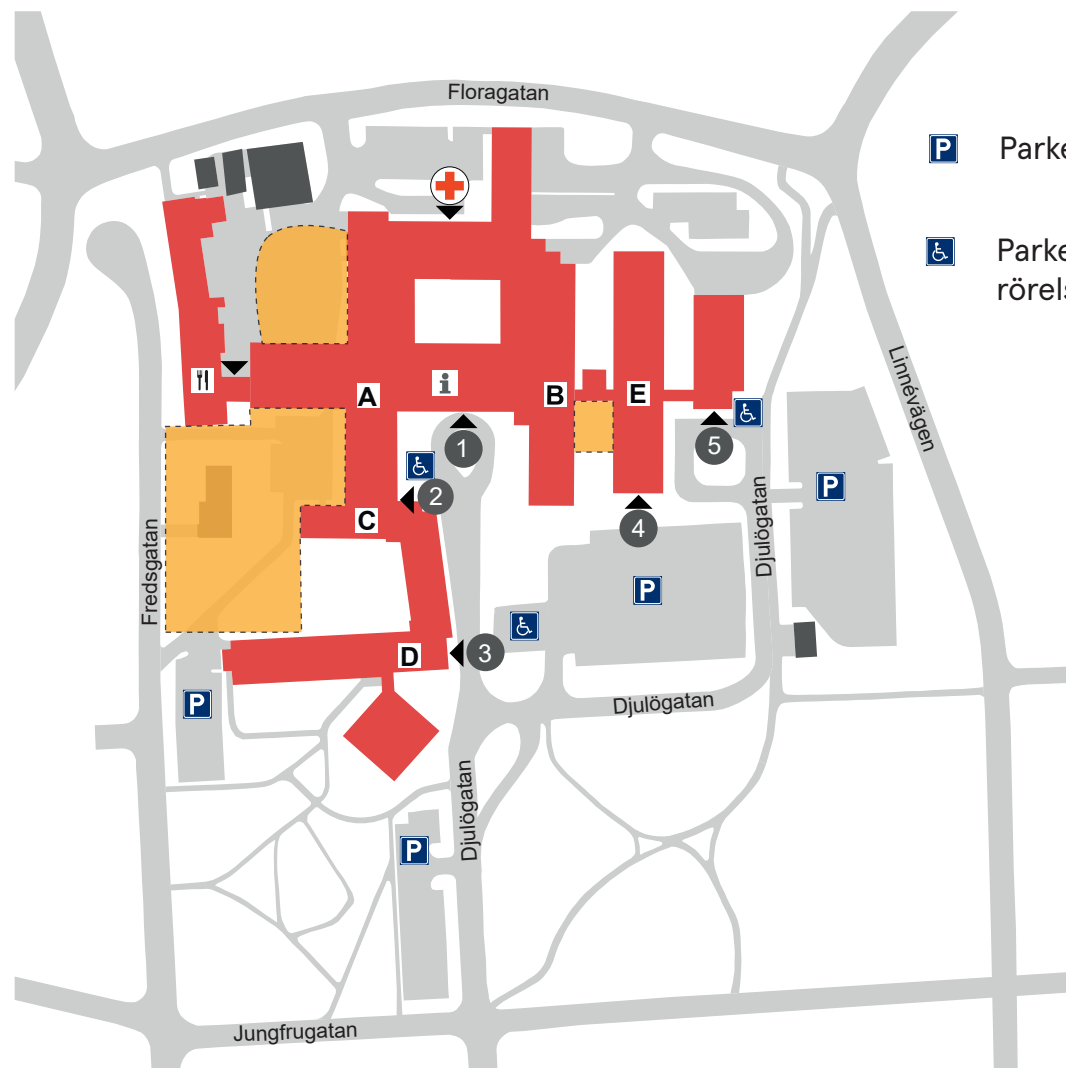 Floragatan
P
Parke
Parke
rörels
Linnévägen
A
B
E
1
5
2
P
C
4
Djulögatan
Fredsgatan
P
3
D
P
Djulögatan
Djulögatan
P
Jungfrugatan